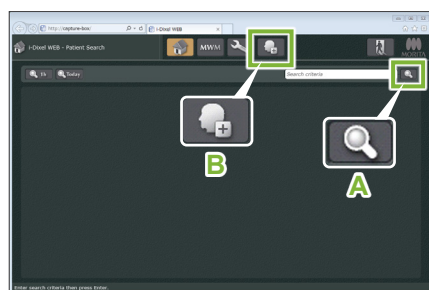 http://capture-box/
i-Dixel WEB
i-Dixel WEB - Patient Search
MWM
MORITA
Today
Search criteria
B
A
Enter search criteria then press Enter.